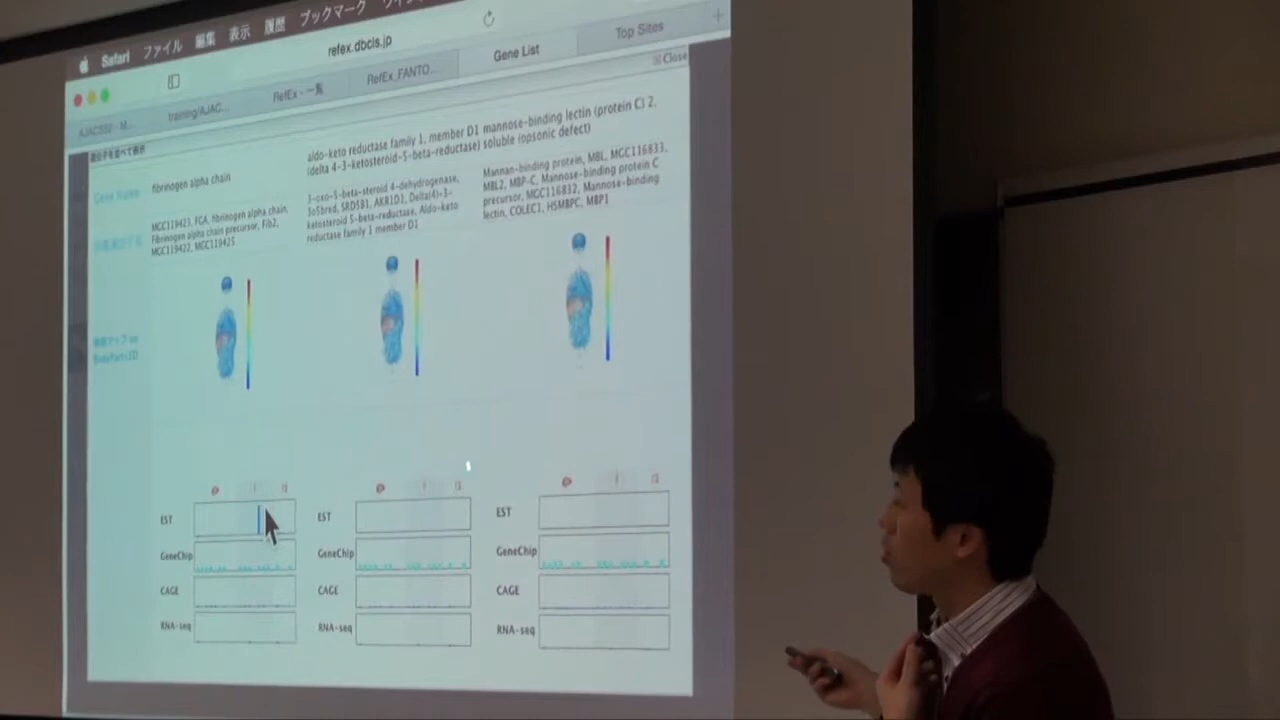 Safari ファイル 編集 表示 履歴 ブックマーク
refex.dbcls.jp
training/AJAC...
RefEx - 一覧
RefEx_FANTO...
Gene List
Top Sites
Close
Gene Name
fibrinogen alpha chain
aldo-keto reductase family 1, member D1 mannose-binding lectin (protein C) 2,
(delta 4-3-ketosteroid-5-beta-reductase) soluble (opsonic defect)
MGC119423, FGA, fibrinogen alpha chain,
Fibrinogen alpha chain precursor, Fib2,
MGC119422, MGC119425
3-oxo-5-beta-steroid 4-dehydrogenase,
3o5bred, SRD5B1, AKR1D1, Delta(4)-3-
ketosteroid 5-beta-reductase, Aldo-keto
reductase family 1 member D1
Mannan-binding protein, MBL, MGC116833,
MBL2, MBP-C, Mannose-binding protein C
precursor, MGC116832, Mannose-binding
lectin, COLEC1, HSMBPC, MBP1
BodyParts3D
EST
GeneChip
CAGE
RNA-seq
EST
GeneChip
CAGE
RNA-seq
EST
GeneChip
CAGE
RNA-seq